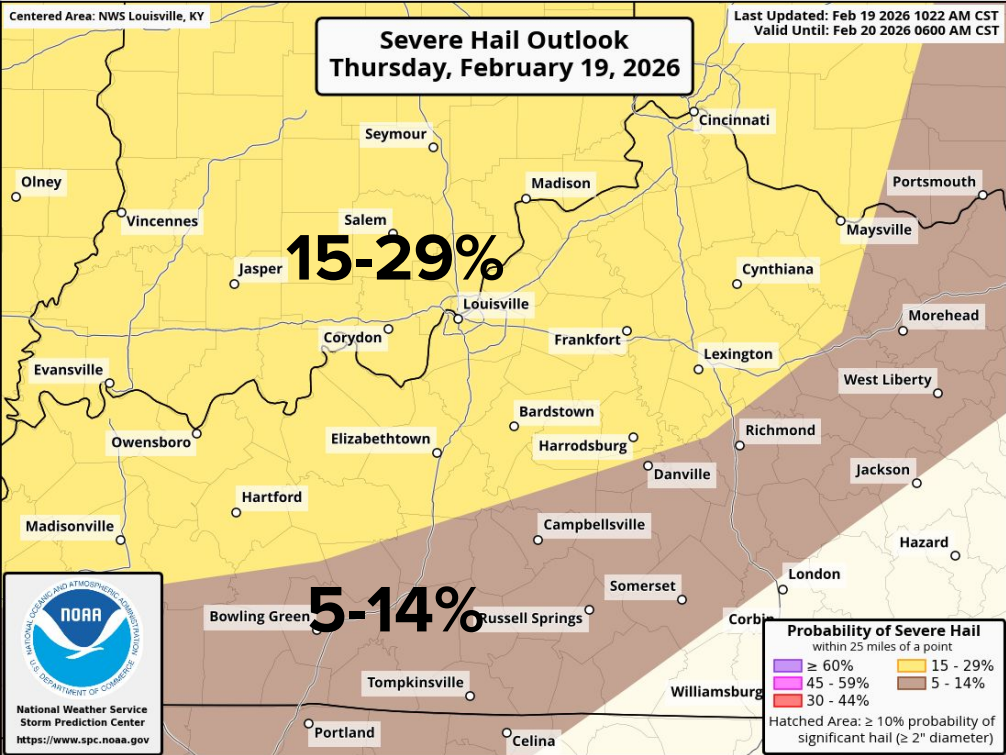 Centered Area: NWS Louisville, KY
Severe Hail Outlook
Thursday, February 19, 2026
Last Updated: Feb 19 2026 1022 AM CST
Valid Until: Feb 20 2026 0600 AM CST
Cincinnati
Seymour
Olney
Madison
Portsmouth
Vincennes
Salem
Maysville
15-29%
Jasper
Cynthiana
Louisville
Morehead
Corydon
Frankfort
Lexington
Evansville
West Liberty
Bardstown
Richmond
Owensboro
Elizabethtown
Harrodsburg
Danville
Jackson
Hartford
Madisonville
Campbellsville
Hazard
London
Somerset
Bowling Green
5-14%
Russell Springs
Corbin
Tompkinsville
Williamsburg
Portland
Celina
NATIONAL OCEANIC AND ATMOSPHERIC ADMINISTRATION
NOAA
U.S. DEPARTMENT OF COMMERCE
National Weather Service
Storm Prediction Center
https://www.spc.noaa.gov
Probability of Severe Hail
within 25 miles of a point
≥ 60%
15 - 29%
45 - 59%
5 - 14%
30 - 44%
Hatched Area: ≥ 10% probability of
significant hail (≥ 2" diameter)